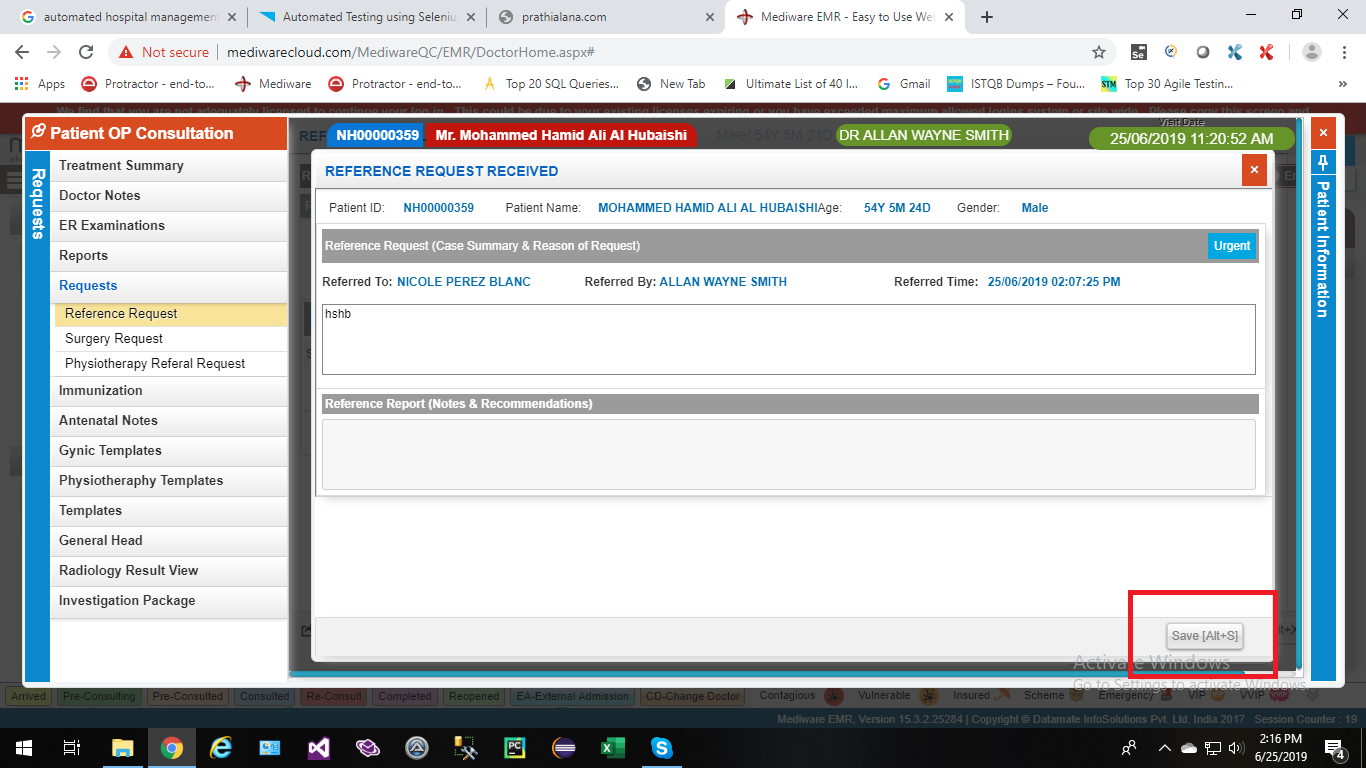 automated hospital management
Automated Testing using Seleniu
prathialana.com
Mediware EMR - Easy to Use We
Not secure
mediwarecloud.com/MediwareQC/EMR/DoctorHome.aspx#
Apps
Protractor - end-to...
Mediware
Protractor - end-to...
Top 20 SQL Queries...
New Tab
Ultimate List of 40 I...
Gmail
ISTQB Dumps – Fou...
Top 30 Agile Testin...
We find that you are not adequately licensed to continue your log in. This could be due to your existing licenses expiring or you have exceeded maximum allowed logins system or site wide. Please copy this screen and
Patient OP Consultation
REF
NH00000359
Mr. Mohammed Hamid Ali Al Hubaishi
Male/ 54Y 5M 24D
DR ALLAN WAYNE SMITH
Visit Date
25/06/2019 11:20:52 AM
Requests
Treatment Summary
Doctor Notes
ER Examinations
Reports
Requests
Reference Request
Surgery Request
Physiotherapy Referal Request
Immunization
Antenatal Notes
Gynic Templates
Physiotheraphy Templates
Templates
General Head
Radiology Result View
Investigation Package
REFERENCE REQUEST RECEIVED
Patient ID: NH00000359 Patient Name: MOHAMMED HAMID ALI AL HUBAISHIAge: 54Y 5M 24D Gender: Male
Reference Request (Case Summary & Reason of Request)
Urgent
Referred To: NICOLE PEREZ BLANC Referred By: ALLAN WAYNE SMITH Referred Time: 25/06/2019 02:07:25 PM
hshb
Reference Report (Notes & Recommendations)
Save [Alt+S]
Patient Information
Activate Windows
Go to Settings to activate Windows.
Arrived Pre-Consulting Pre-Consulted Consulted Re-Consult Completed Reopened EA-External Admission CD-Change Doctor Contagious Vulnerable Insured Scheme Emergency VIP VVIP
Mediware EMR, Version 15.3.2.25284 | Copyright © Datamate InfoSolutions Pvt. Ltd. India 2017 Session Counter : 19
2:16 PM
6/25/2019
4